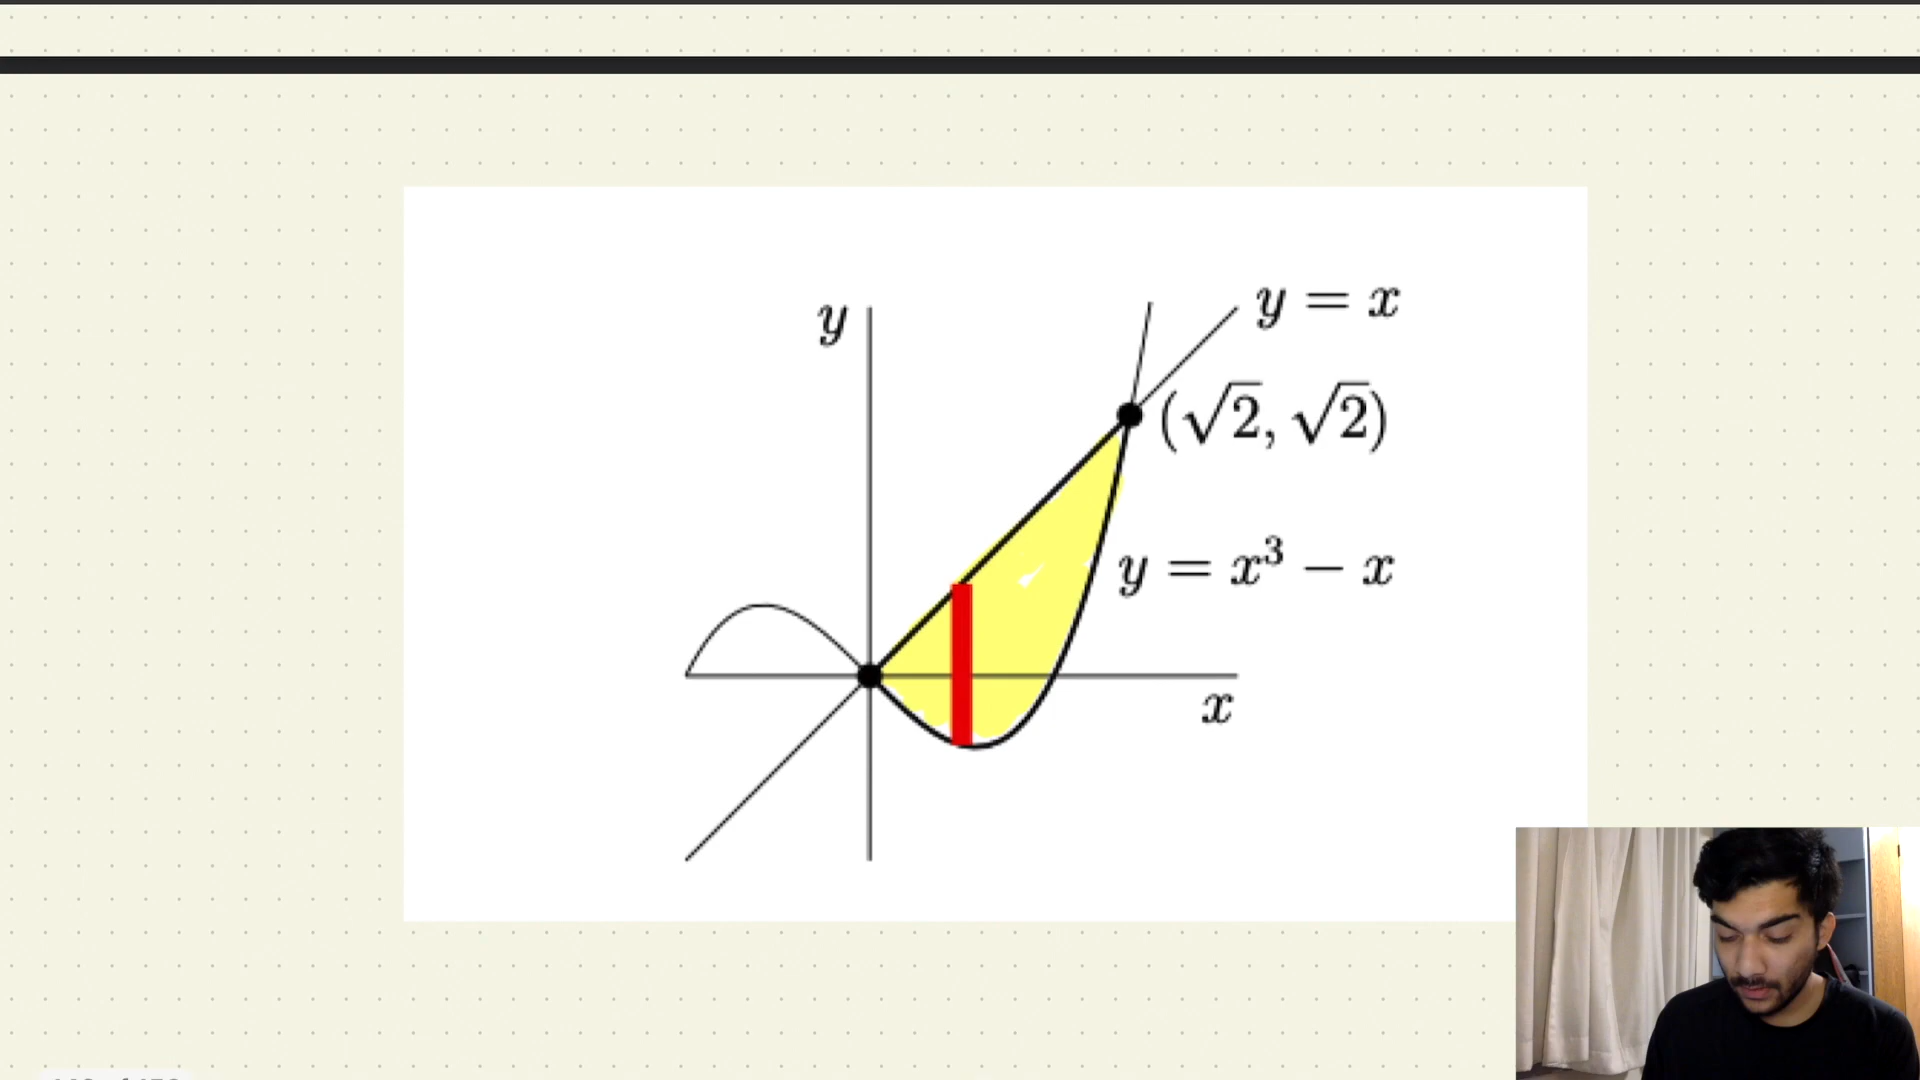 y
y = x
(√2, √2)
y = x³ − x
x